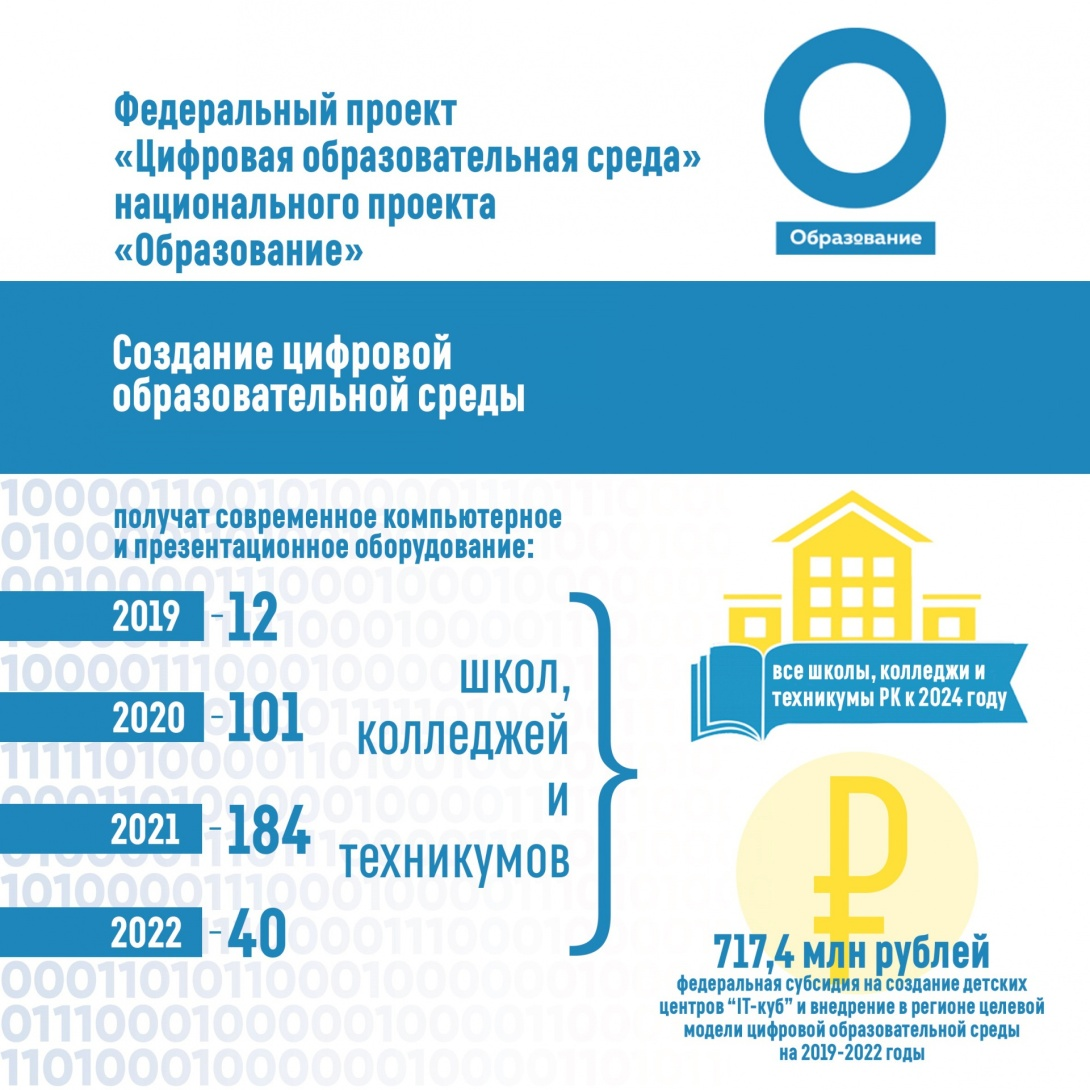 Федеральный проект
«Цифровая образовательная среда»
национального проекта
«Образование»
Образование
Создание цифровой
образовательной среды
получат современное компьютерное
и презентационное оборудование:
2019 - 12
2020 - 101
2021 - 184
2022 - 40
школ,
колледжей
и
техникумов
все школы, колледжи и
техникумы РК к 2024 году
717,4 млн рублей
федеральная субсидия на создание детских
центров “IT-куб” и внедрение в регионе целевой
модели цифровой образовательной среды
на 2019-2022 годы